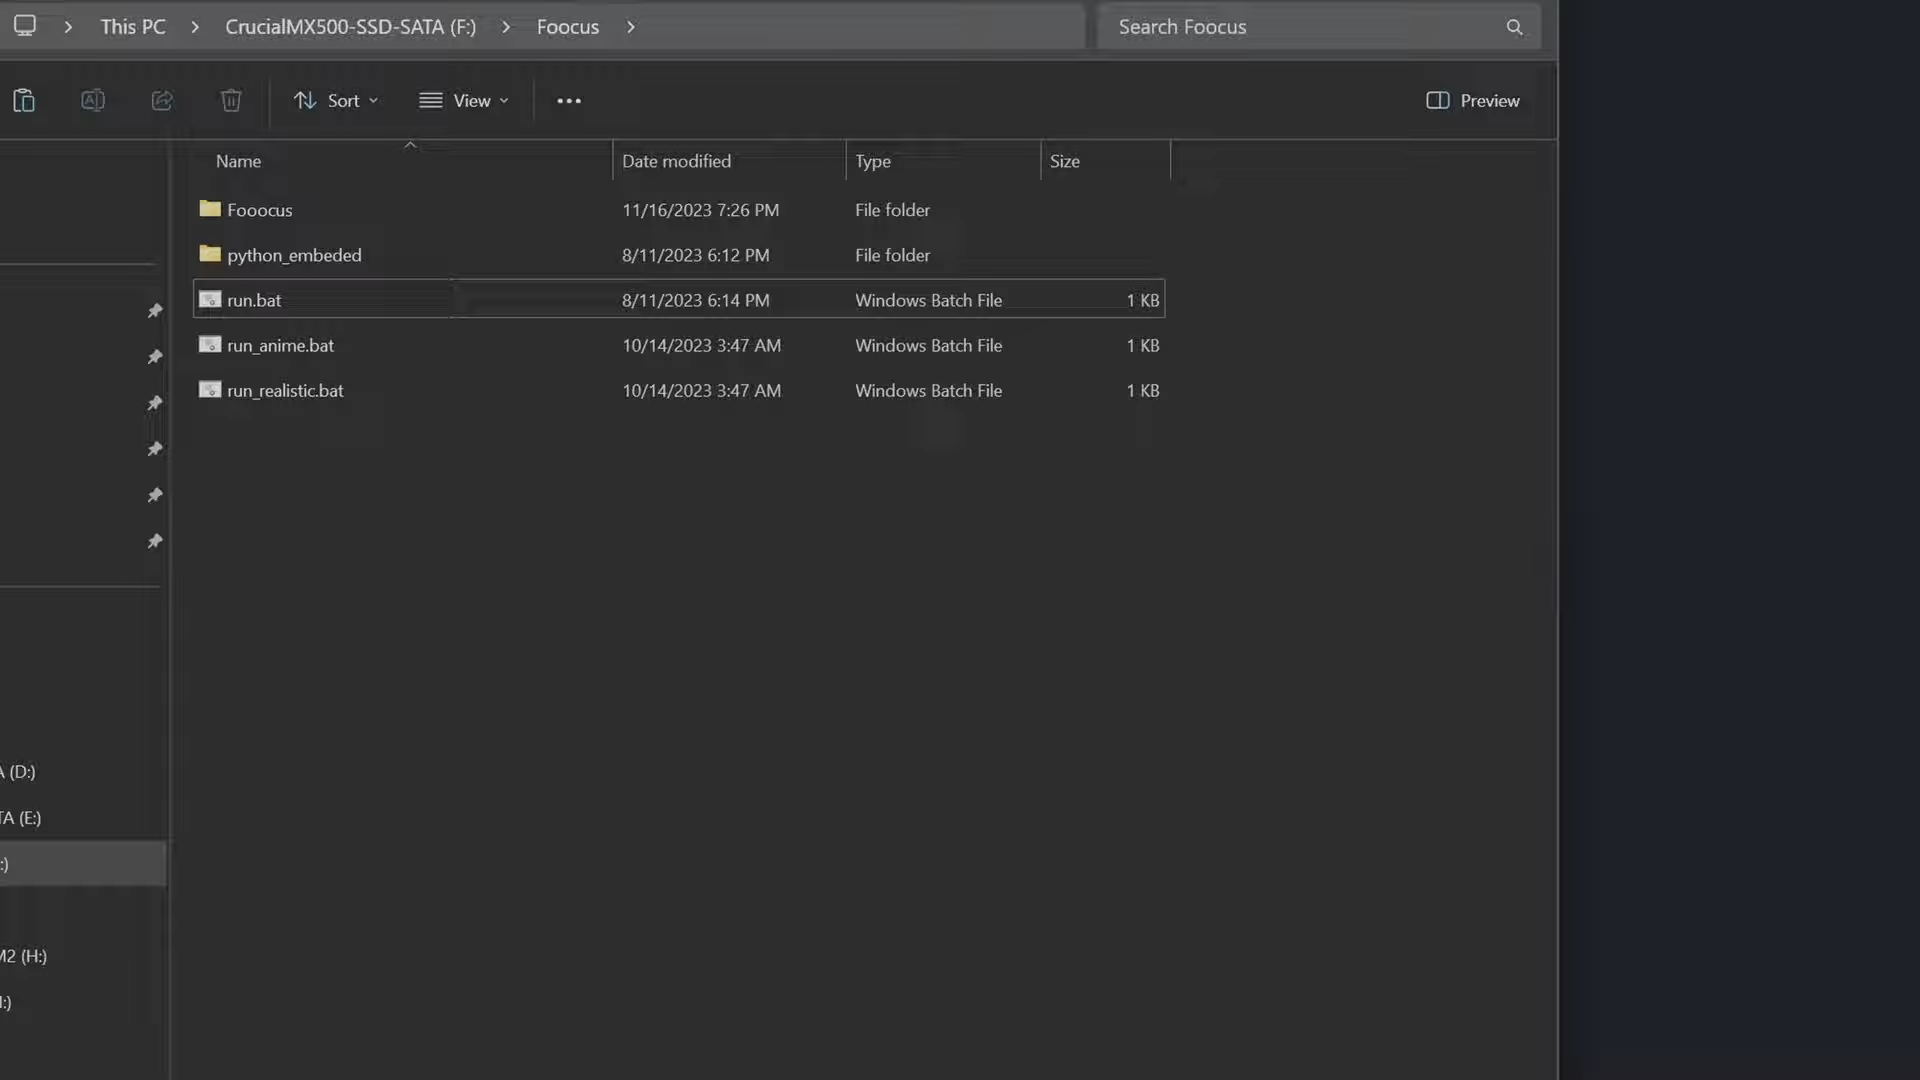 This PC > CrucialMX500-SSD-SATA (F:) > Foocus > Search Foocus
Sort View ••• Preview
Name Date modified Type Size
Fooocus 11/16/2023 7:26 PM File folder
python_embeded 8/11/2023 6:12 PM File folder
run.bat 8/11/2023 6:14 PM Windows Batch File 1 KB
run_anime.bat 10/14/2023 3:47 AM Windows Batch File 1 KB
run_realistic.bat 10/14/2023 3:47 AM Windows Batch File 1 KB
A (D:)
TA (E:)
:)
M2 (H:)
:)